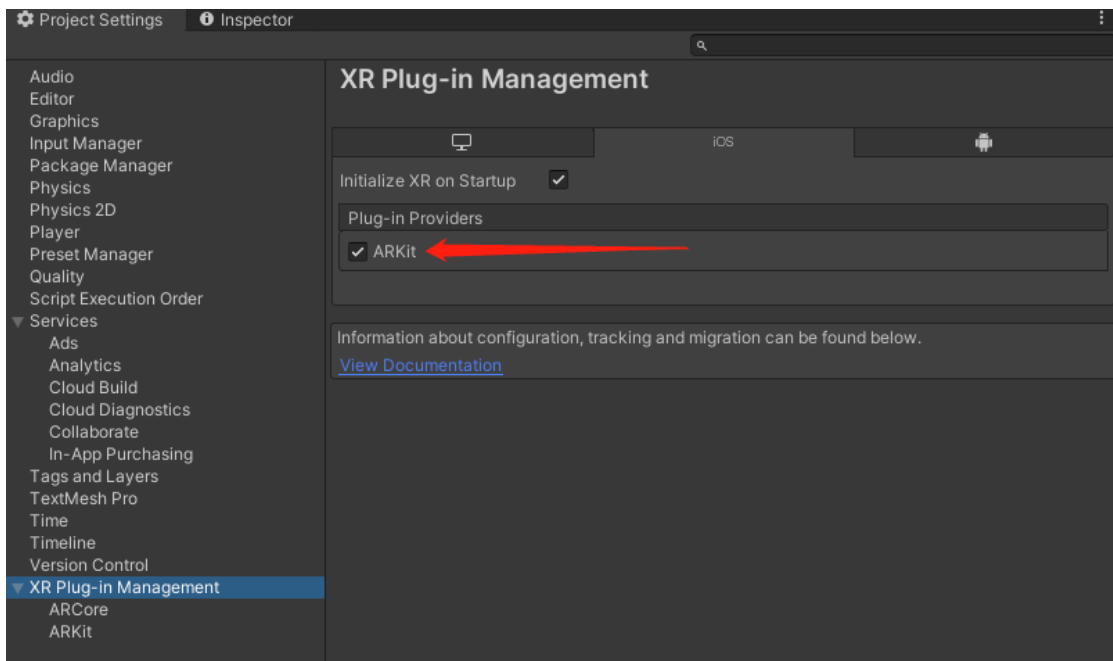 Project Settings
Inspector
Audio
Editor
Graphics
Input Manager
Package Manager
Physics
Physics 2D
Player
Preset Manager
Quality
Script Execution Order
Services
Ads
Analytics
Cloud Build
Cloud Diagnostics
Collaborate
In-App Purchasing
Tags and Layers
TextMesh Pro
Time
Timeline
Version Control
XR Plug-in Management
ARCore
ARKit
XR Plug-in Management
iOS
Initialize XR on Startup
Plug-in Providers
ARKit
Information about configuration, tracking and migration can be found below.
View Documentation